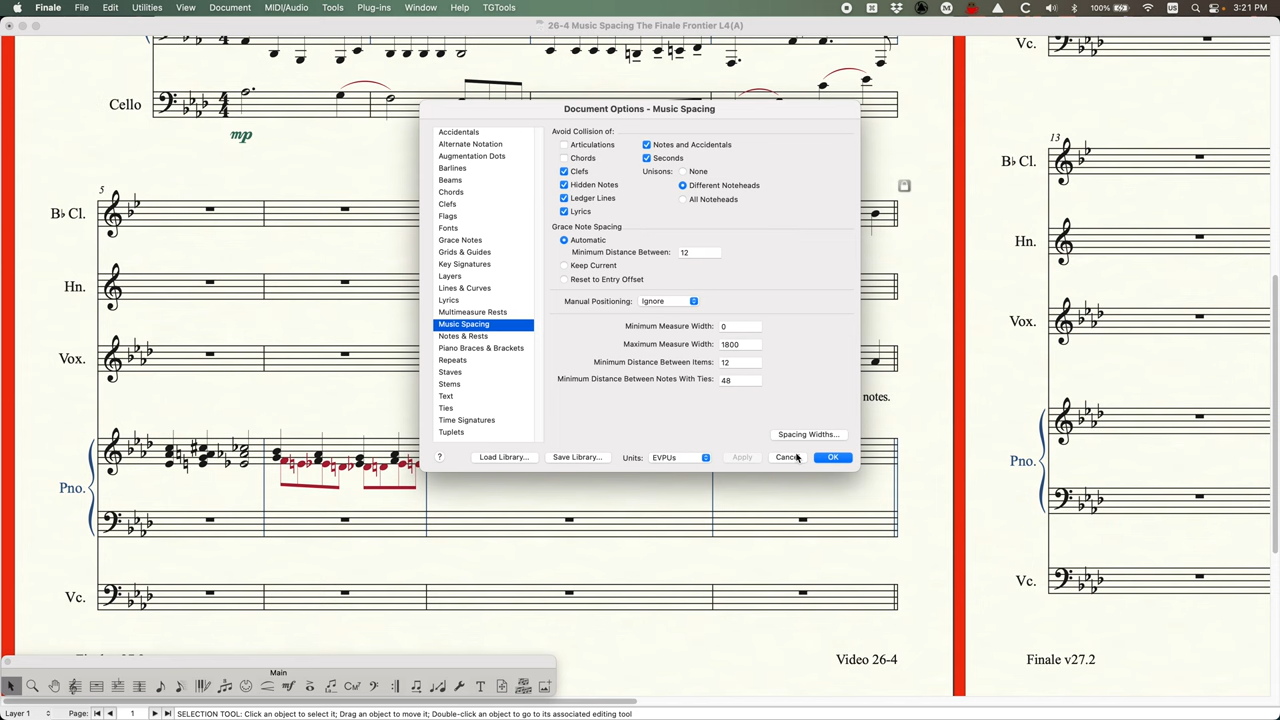 Finale File Edit Utilities View Document MIDI/Audio Tools Plug-ins Window Help TGTools 100% US 3:21 PM
26-4 Music Spacing The Finale Frontier L4(A)
Cello
mp
5
B♭ Cl.
Hn.
Vox.
Pno.
Vc.
Document Options - Music Spacing
Accidentals
Alternate Notation
Augmentation Dots
Barlines
Beams
Chords
Clefs
Flags
Fonts
Grace Notes
Grids & Guides
Key Signatures
Layers
Lines & Curves
Lyrics
Multimeasure Rests
Music Spacing
Notes & Rests
Piano Braces & Brackets
Repeats
Staves
Stems
Text
Ties
Time Signatures
Tuplets
Avoid Collision of:
Articulations
Chords
Clefs
Hidden Notes
Ledger Lines
Lyrics
Notes and Accidentals
Seconds
Unisons: None
Different Noteheads
All Noteheads
Grace Note Spacing
Automatic
Minimum Distance Between: 12
Keep Current
Reset to Entry Offset
Manual Positioning: Ignore
Minimum Measure Width: 0
Maximum Measure Width: 1800
Minimum Distance Between Items: 12
Minimum Distance Between Notes With Ties: 48
Spacing Widths...
? Load Library... Save Library... Units: EVPUs Apply Cancel OK
notes.
Vc.
13
B♭ Cl.
Hn.
Vox.
Pno.
Vc.
Video 26-4
Finale v27.2
Main
Layer 1 Page: 1 SELECTION TOOL: Click an object to select it; Drag an object to move it; Double-click an object to go to its associated editing tool